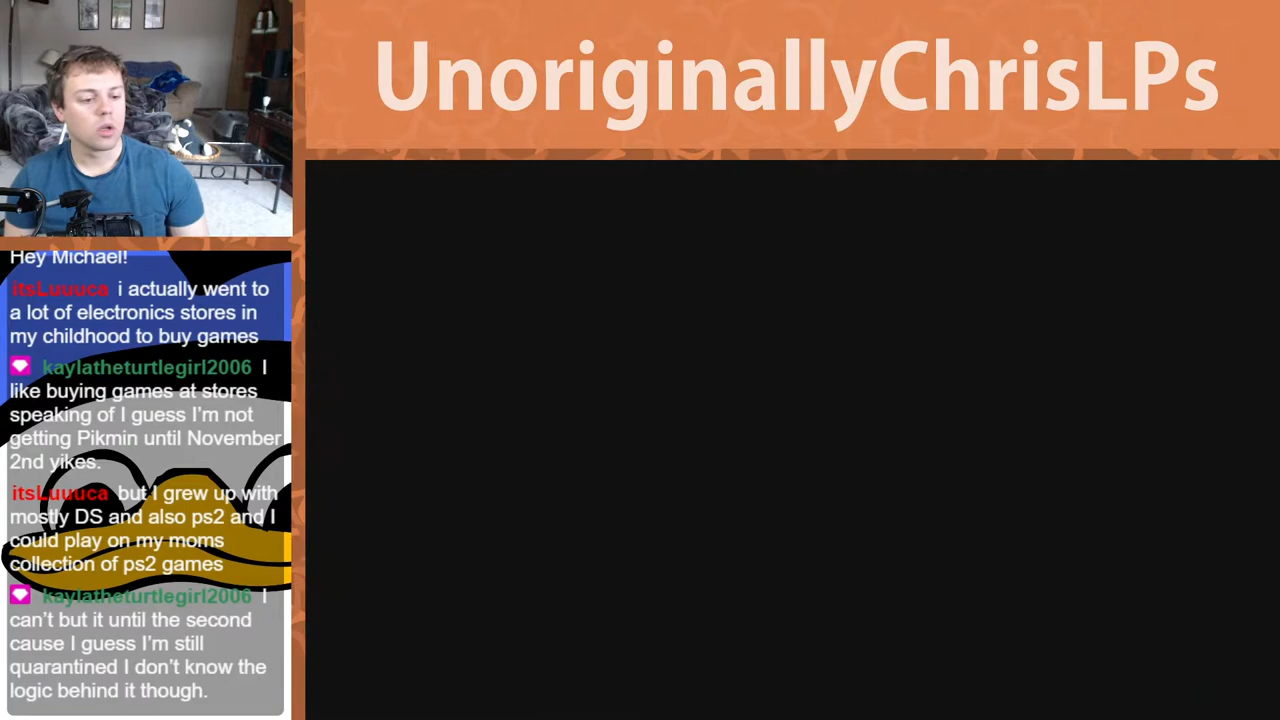 UnoriginallyChrisLPs
Hey Michael!
itsLuuuca i actually went to
a lot of electronics stores in
my childhood to buy games
kaylatheturtlegirl2006 I
like buying games at stores
speaking of I guess I’m not
getting Pikmin until November
2nd yikes.
itsLuuuca but I grew up with
mostly DS and also ps2 and I
could play on my moms
collection of ps2 games
kaylatheturtlegirl2006 I
can’t but it until the second
cause I guess I’m still
quarantined I don’t know the
logic behind it though.